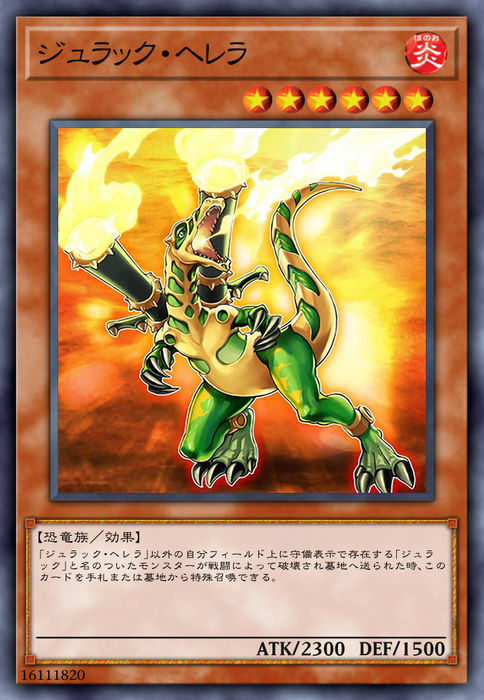 ジュラック・ヘレラ
ほのお
炎
【恐竜族／効果】
「ジュラック・ヘレラ」以外の自分フィールド上に守備表示で存在する「ジュラ
ック」と名のついたモンスターが戦闘によって破壊され墓地へ送られた時、この
カードを手札または墓地から特殊召喚できる。
ATK/2300 DEF/1500
16111820